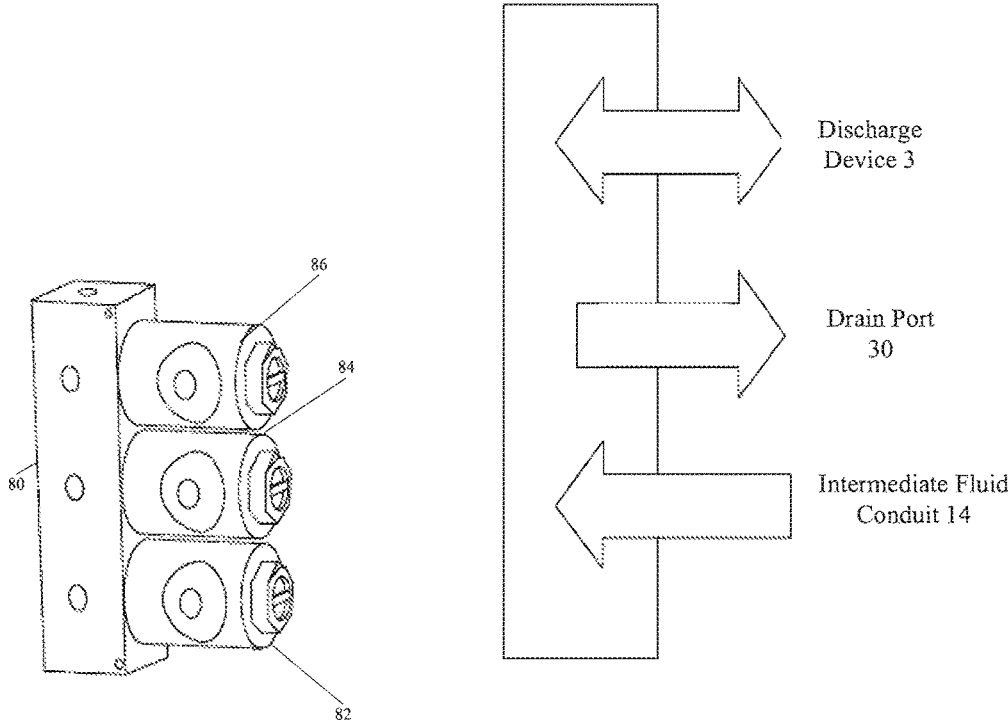 86
84
80
82
Discharge
Device 3
Drain Port
30
Intermediate Fluid
Conduit 14